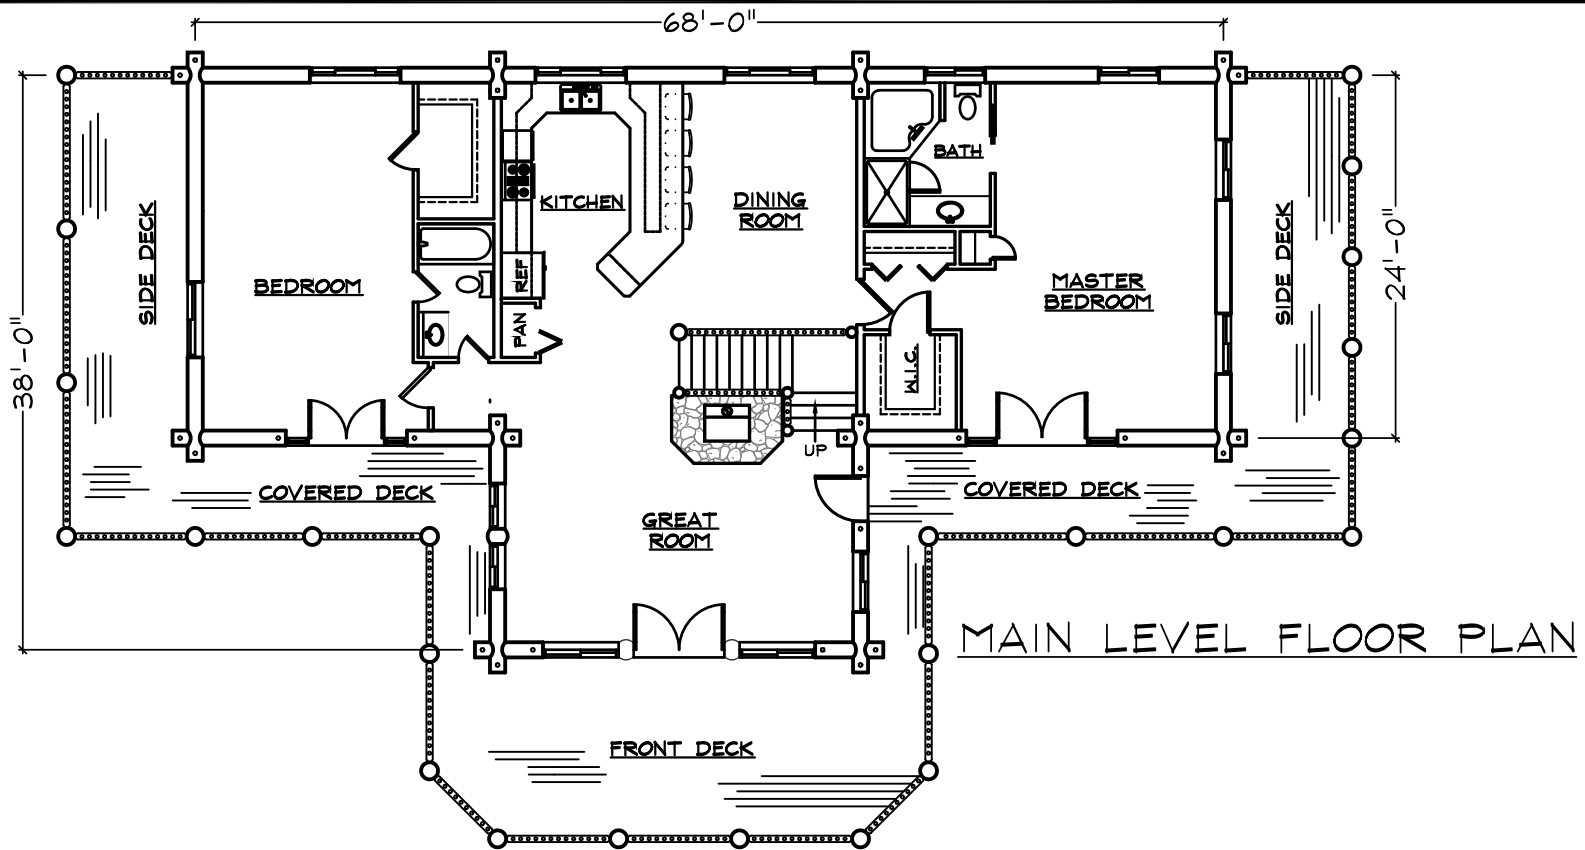 68'-0"
BATH
KITCHEN
DINING
ROOM
SIDE DECK
BEDROOM
REF
MASTER
BEDROOM
SIDE DECK
24'-0"
PAN
38'-0"
W.I.C.
UP
COVERED DECK
COVERED DECK
GREAT
ROOM
MAIN LEVEL FLOOR PLAN
FRONT DECK